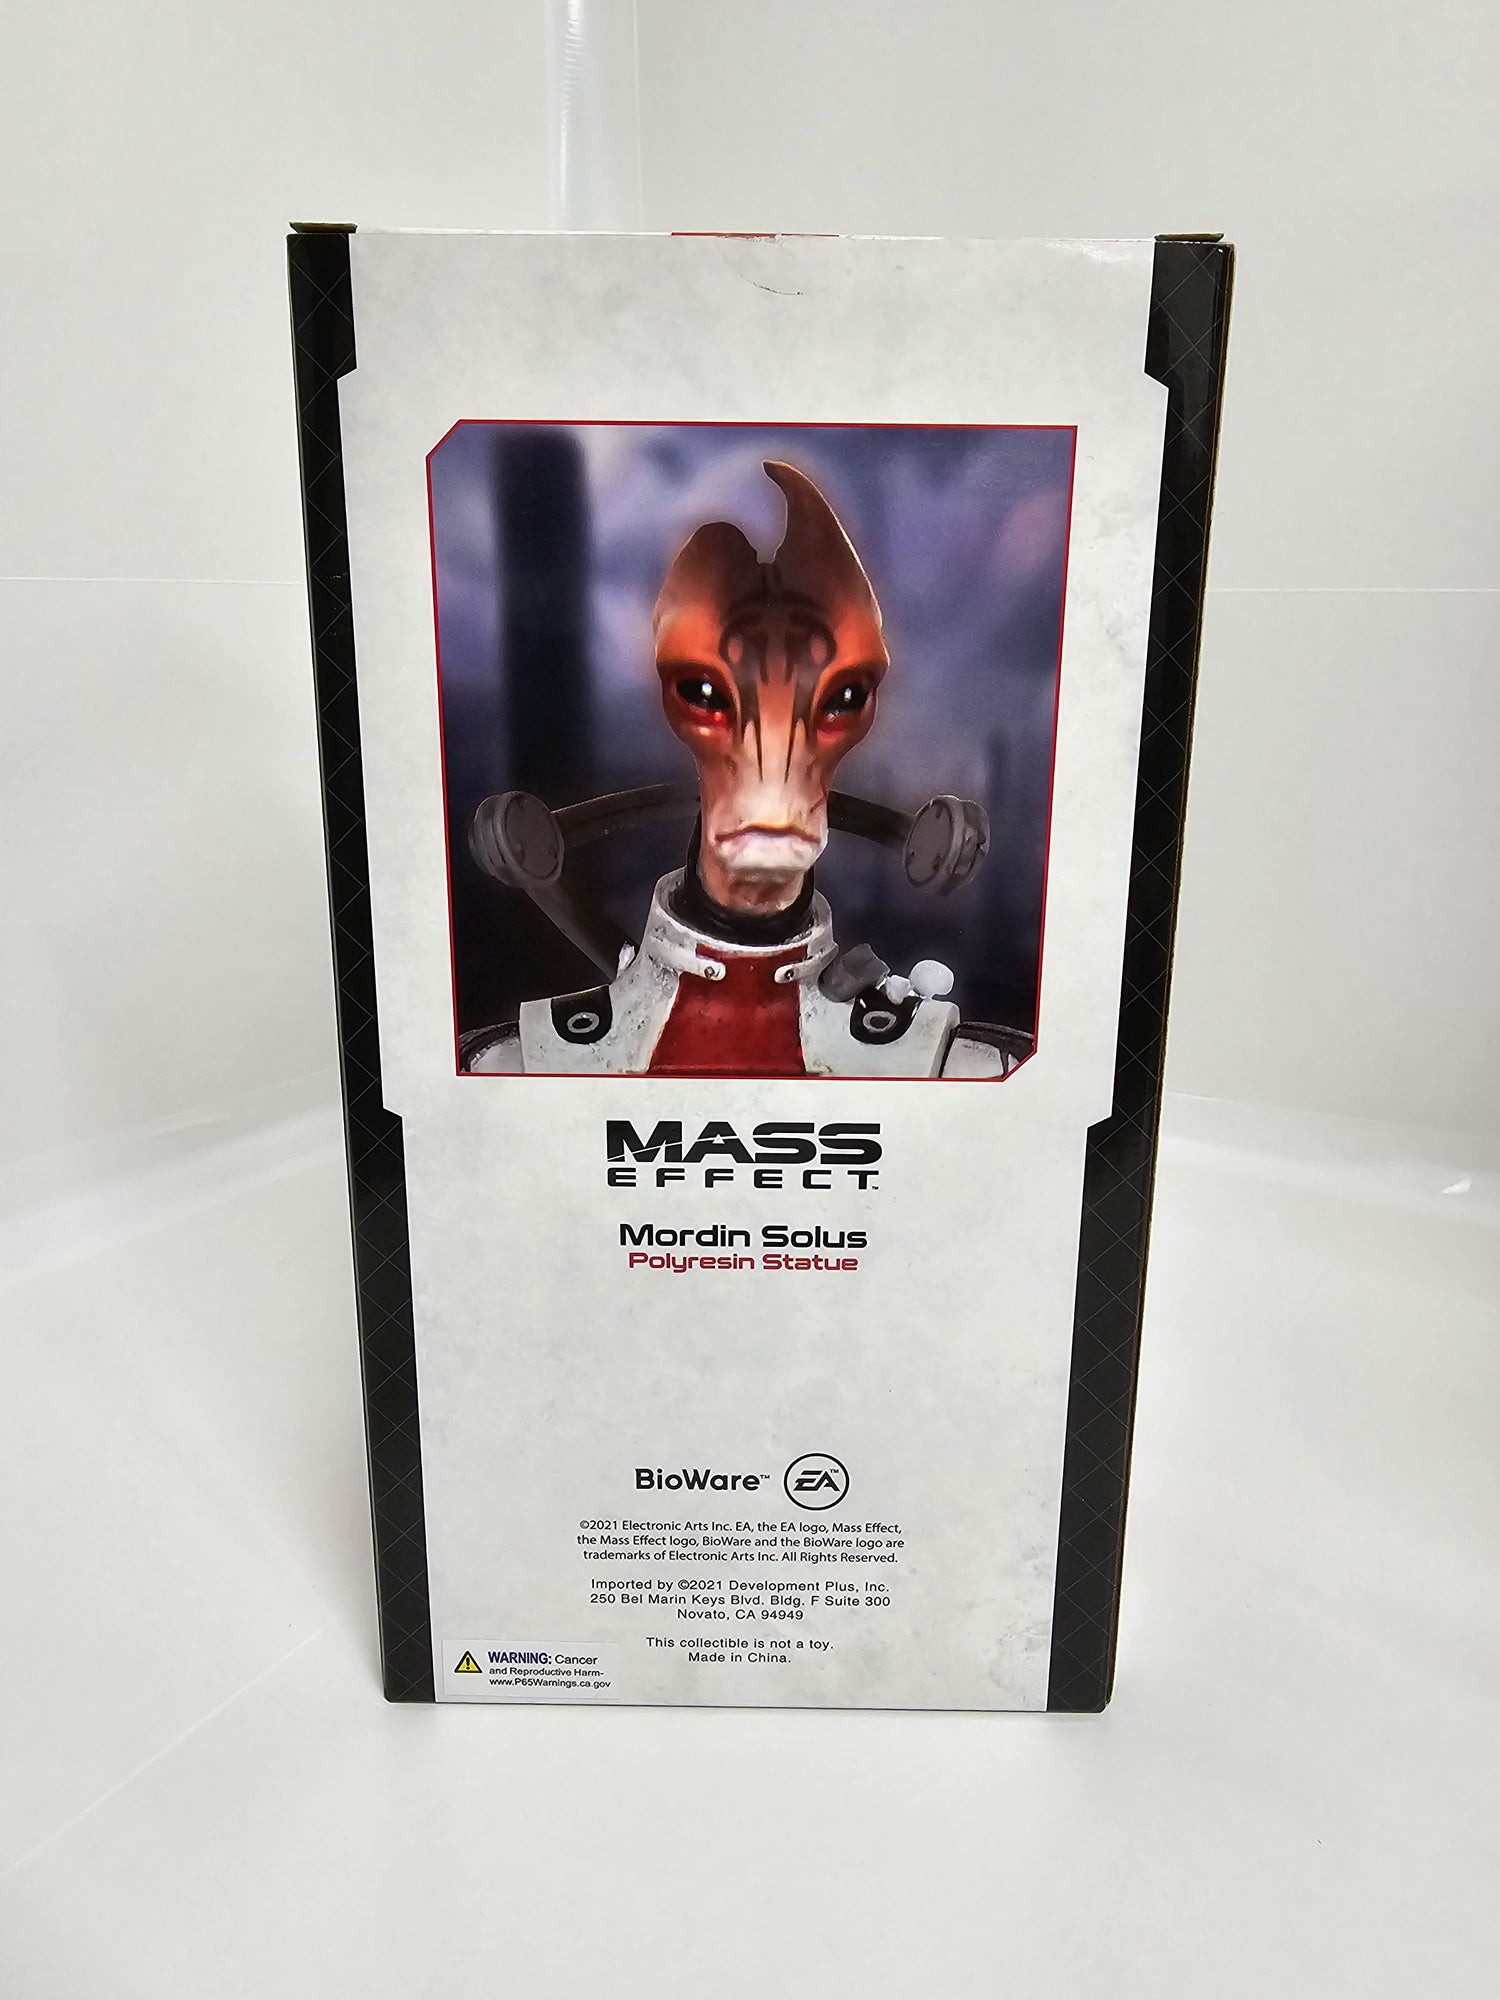 MASS
EFFECT™
Mordin Solus
Polyresin Statue
BioWare™ EA™
©2021 Electronic Arts Inc. EA, the EA logo, Mass Effect,
the Mass Effect logo, BioWare and the BioWare logo are
trademarks of Electronic Arts Inc. All Rights Reserved.
Imported by ©2021 Development Plus, Inc.
250 Bel Marin Keys Blvd. Bldg. F Suite 300
Novato, CA 94949
This collectible is not a toy.
Made in China.
WARNING: Cancer
and Reproductive Harm-
www.P65Warnings.ca.gov